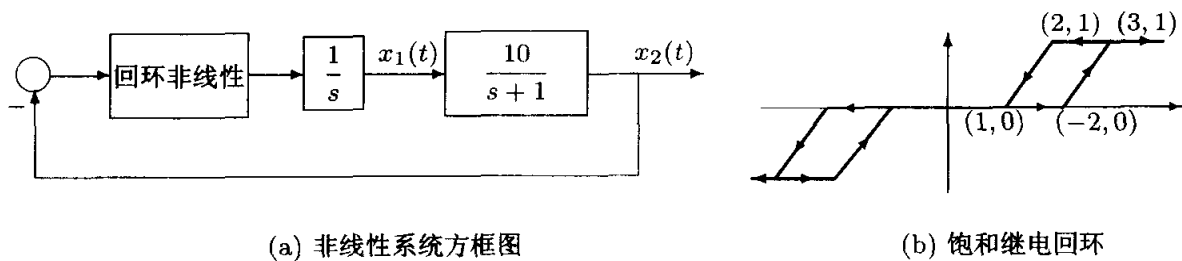 回环非线性
1
s
x₁(t)
10
s + 1
x₂(t)
−
(2, 1)
(3, 1)
(1, 0)
(−2, 0)
(a) 非线性系统方框图
(b) 饱和继电回环